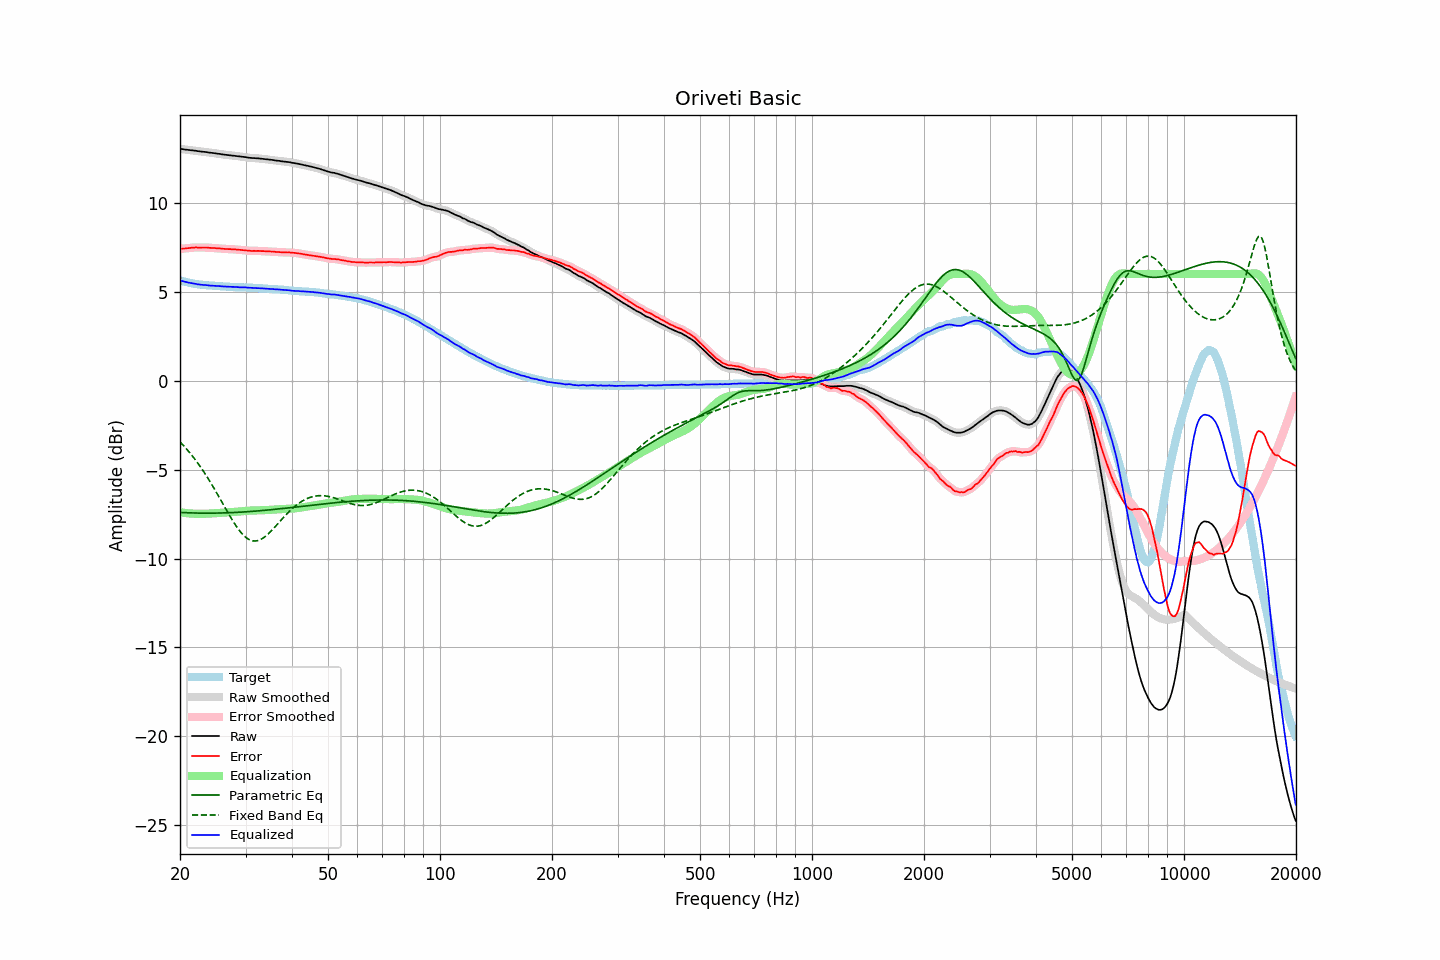 Oriveti Basic
Amplitude (dBr)
10
5
0
−5
−10
−15
−20
−25
Target
Raw Smoothed
Error Smoothed
Raw
Error
Equalization
Parametric Eq
Fixed Band Eq
Equalized
20 50 100 200 500 1000 2000 5000 10000 20000
Frequency (Hz)